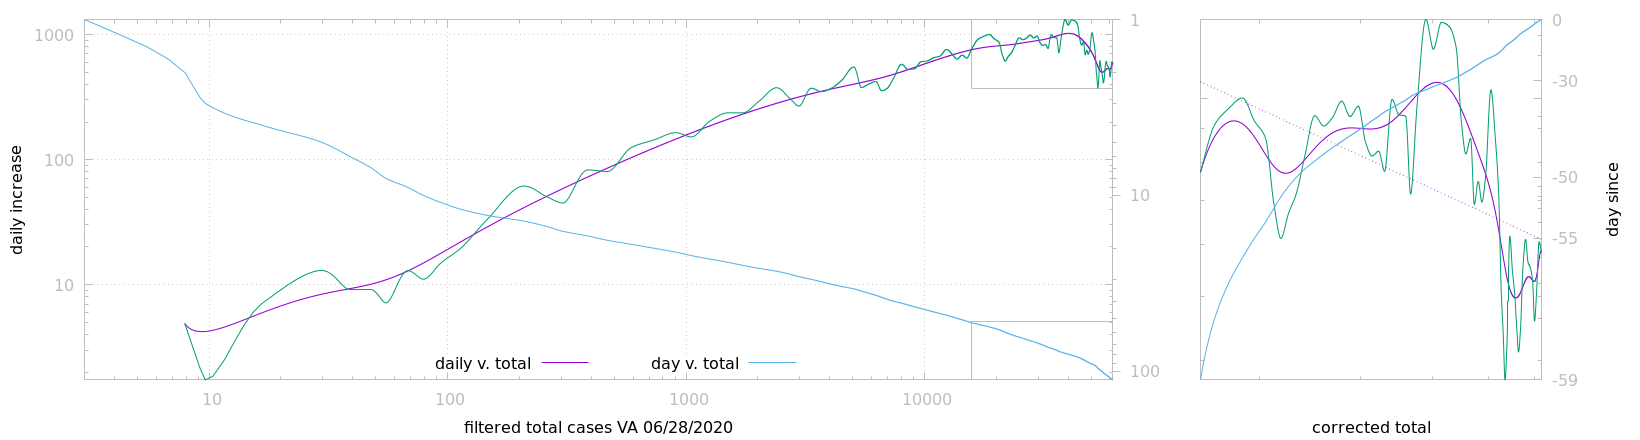 1000
100
10
daily increase
daily v. total
day v. total
10
100
1000
10000
filtered total cases VA 06/28/2020
1
10
100
0
-30
-50
-55
-59
day since
corrected total